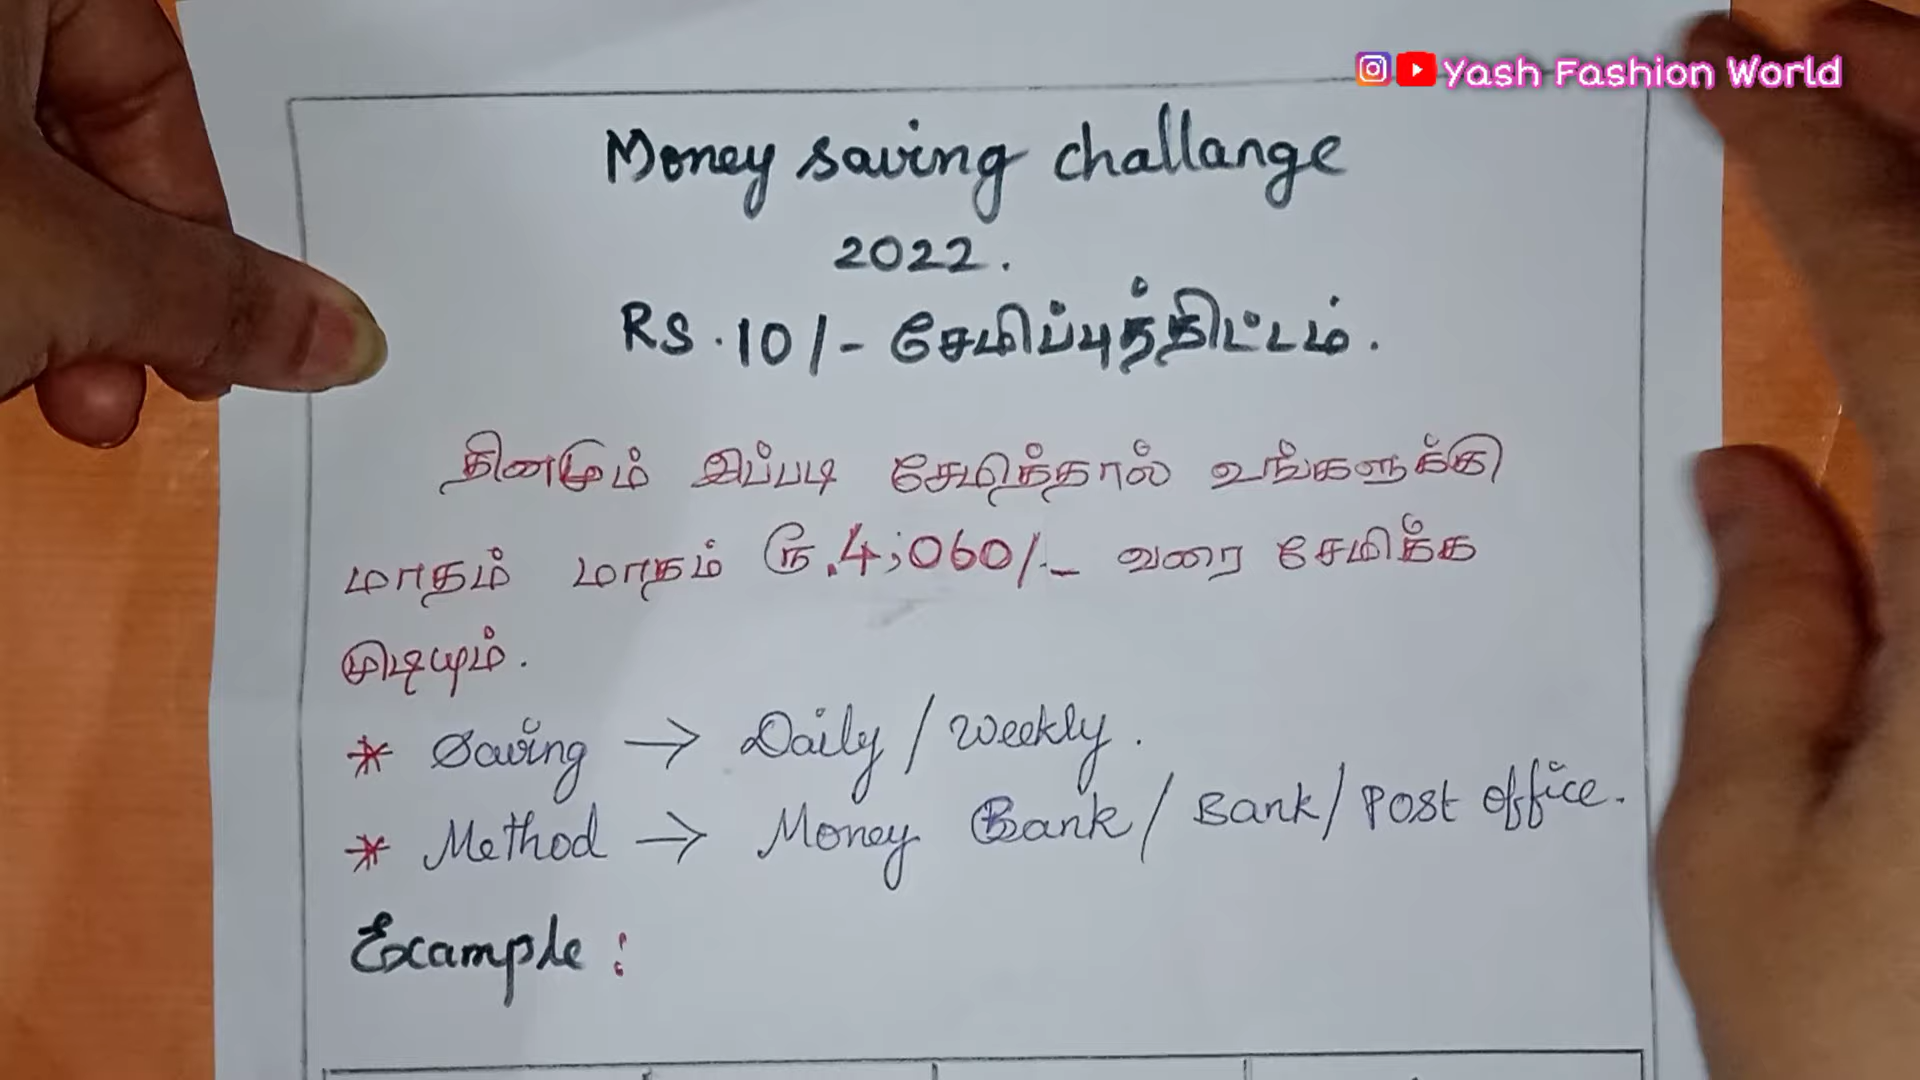 Yash Fashion World
Money saving challange
2022.
RS.10/- சேமிப்புத்திட்டம்.
தினமும் இப்படி சேமித்தால் உங்களுக்கு
மாதம் மாதம் ரூ.4,060/- வரை சேமிக்க
முடியும்.
* Saving → Daily / Weekly.
* Method → Money Bank / Bank / Post office.
Example :